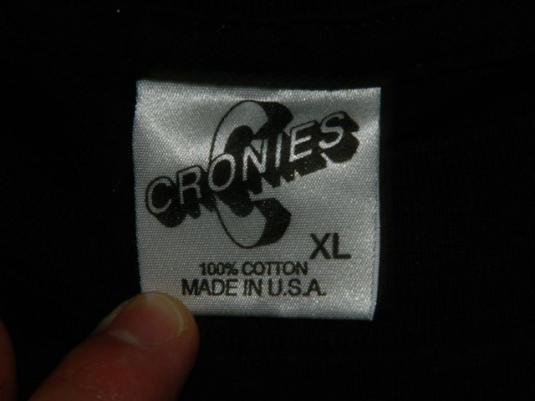 C
CRONIES
XL
100% COTTON
MADE IN U.S.A.